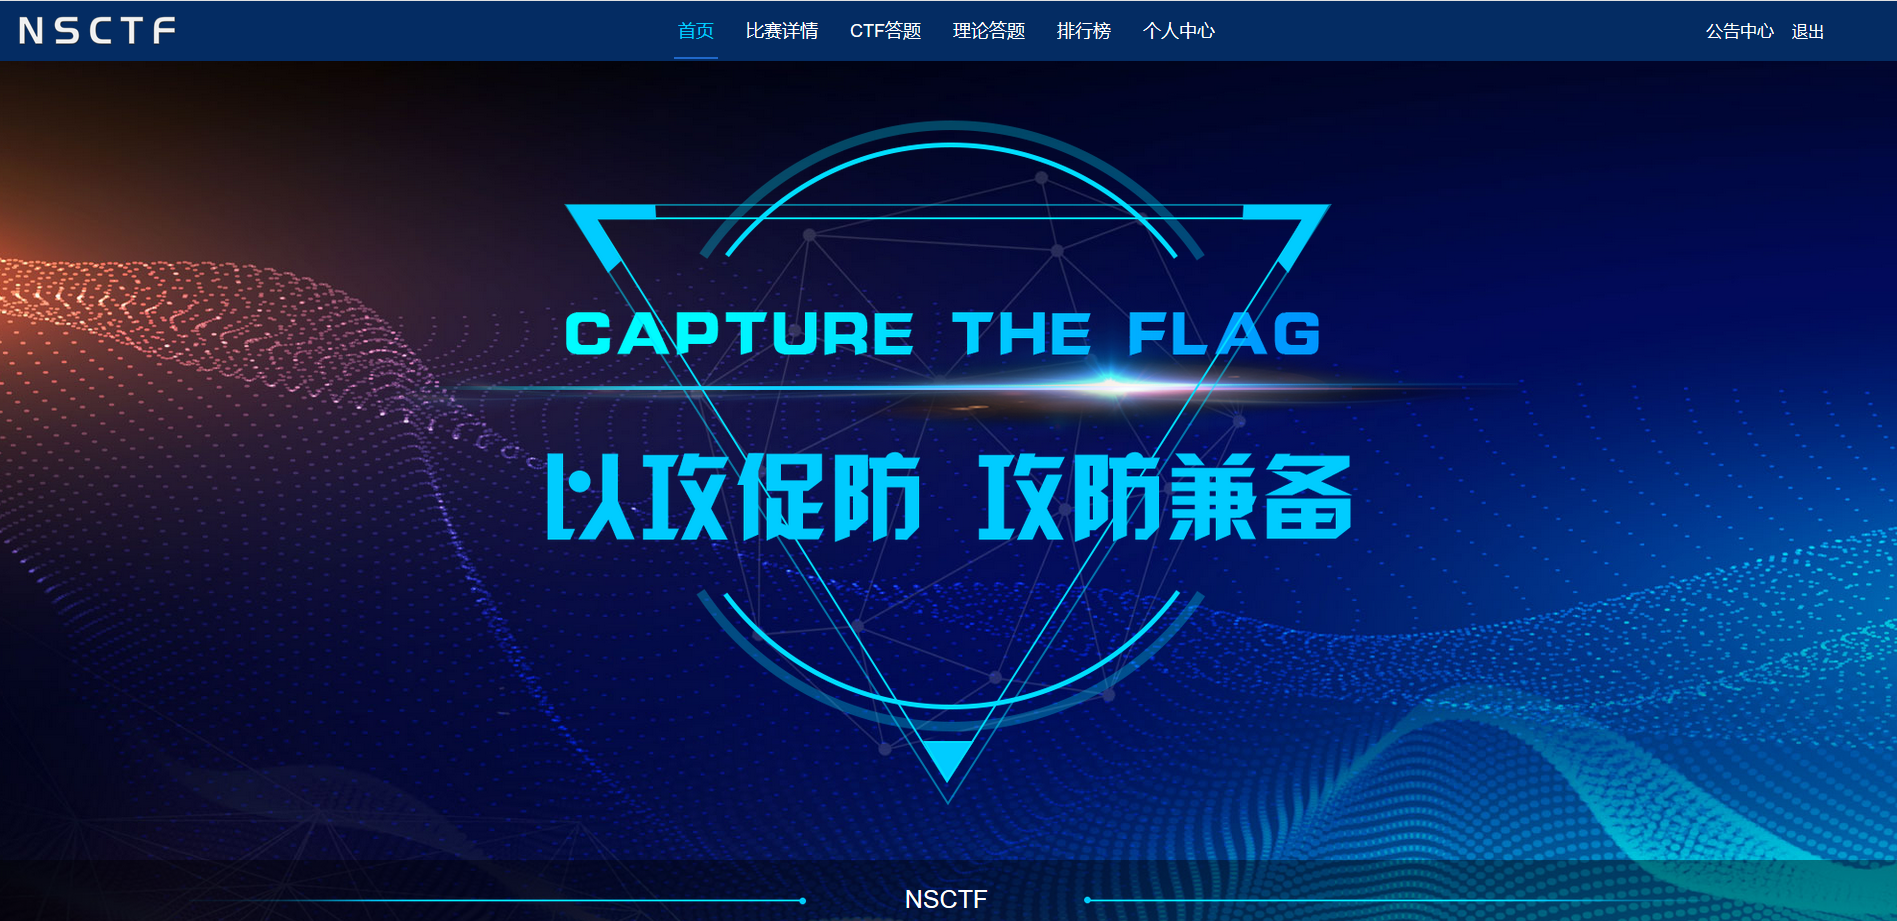 NSCTF 首页 比赛详情 CTF答题 理论答题 排行榜 个人中心 公告中心 退出
CAPTURE THE FLAG
以攻促防 攻防兼备
NSCTF